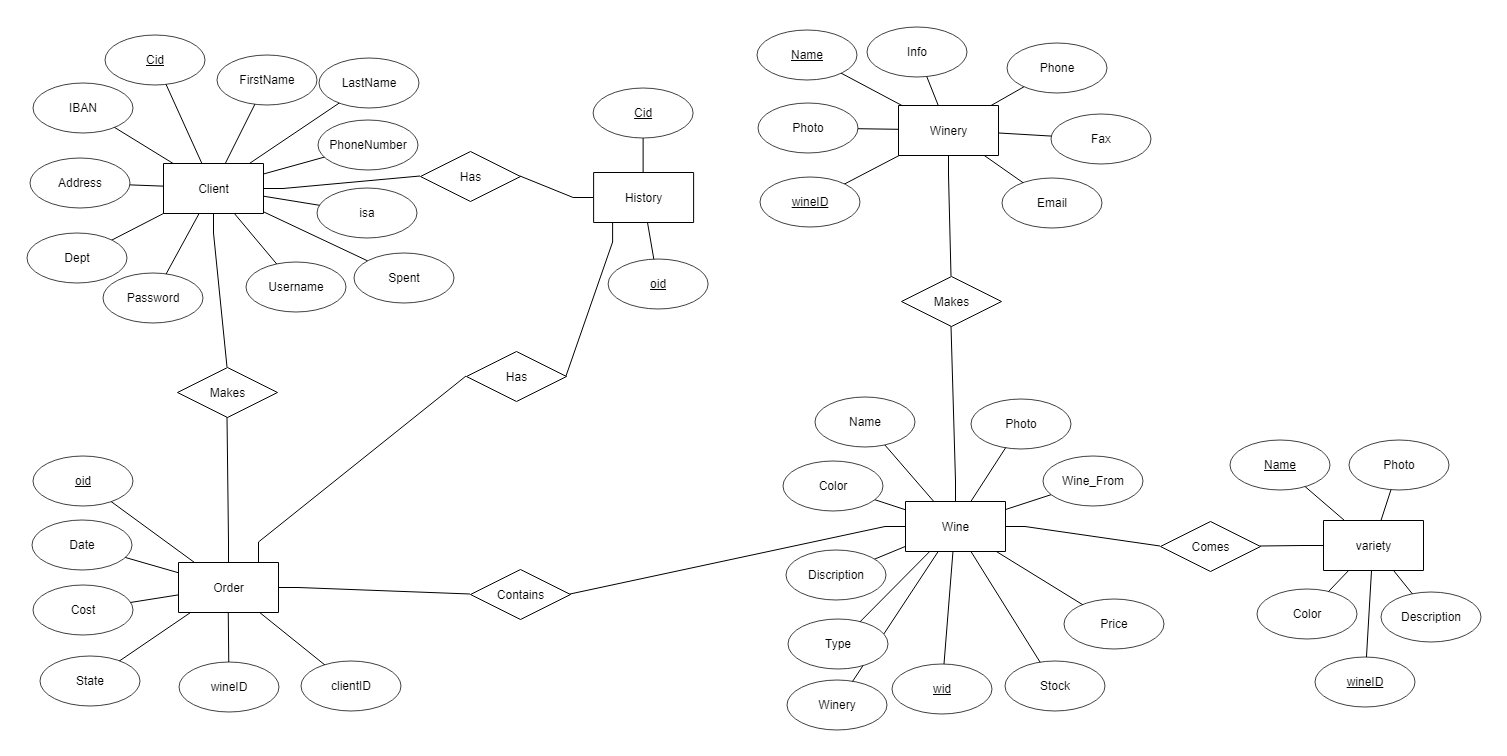 Cid
FirstName
LastName
IBAN
PhoneNumber
Address
Client
isa
Dept
Password
Username
Spent
Has
Cid
History
oid
Makes
Has
oid
Date
Cost
State
Order
wineID
clientID
Contains
Name
Info
Phone
Photo
Winery
Fax
wineID
Email
Makes
Name
Photo
Color
Wine_From
Wine
Discription
Type
Winery
wid
Stock
Price
Comes
Name
Photo
variety
Color
Description
wineID